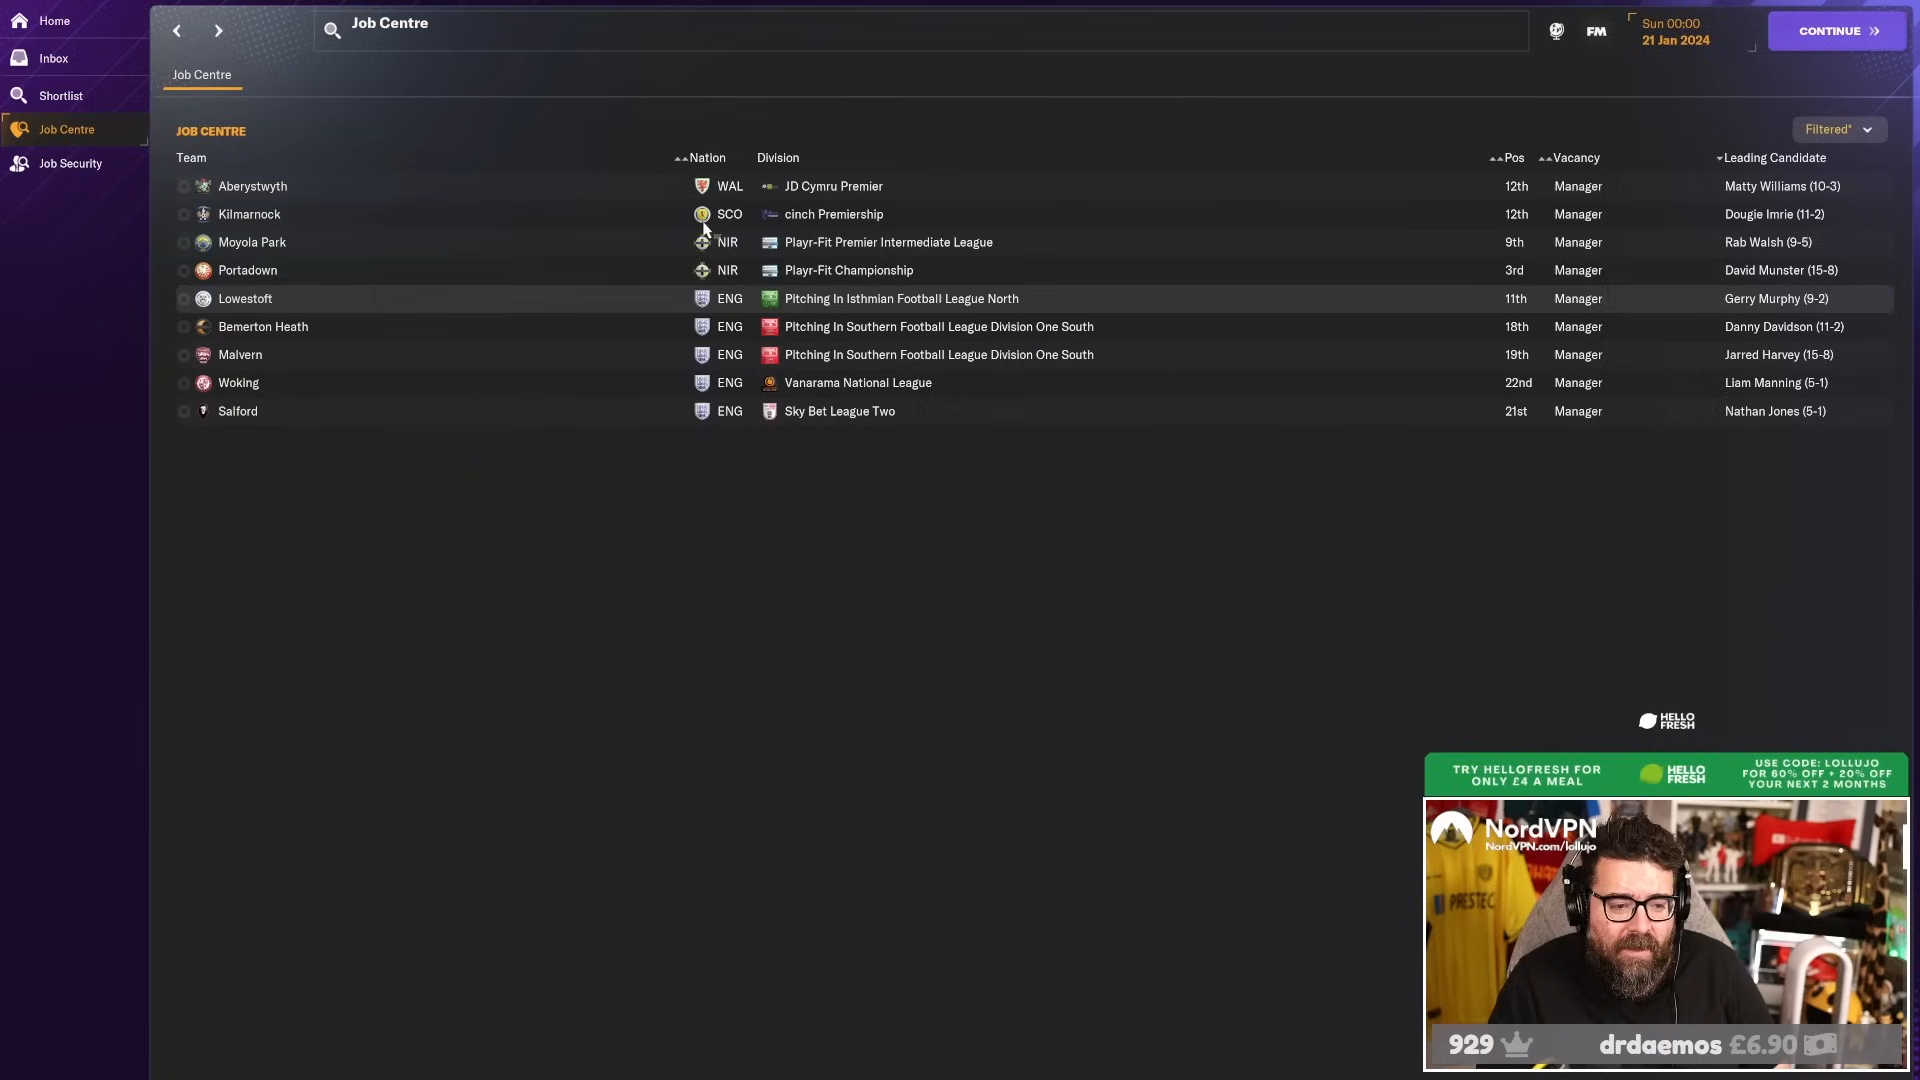 Home
Inbox
Shortlist
Job Centre
Job Security
Job Centre
FM
Sun 00:00
21 Jan 2024
CONTINUE
Job Centre
JOB CENTRE
Filtered*
Team Nation Division Pos Vacancy Leading Candidate
Aberystwyth WAL JD Cymru Premier 12th Manager Matty Williams (10-3)
Kilmarnock SCO cinch Premiership 12th Manager Dougie Imrie (11-2)
Moyola Park NIR Playr-Fit Premier Intermediate League 9th Manager Rab Walsh (9-5)
Portadown NIR Playr-Fit Championship 3rd Manager David Munster (15-8)
Lowestoft ENG Pitching In Isthmian Football League North 11th Manager Gerry Murphy (9-2)
Bemerton Heath ENG Pitching In Southern Football League Division One South 18th Manager Danny Davidson (11-2)
Malvern ENG Pitching In Southern Football League Division One South 19th Manager Jarred Harvey (15-8)
Woking ENG Vanarama National League 22nd Manager Liam Manning (5-1)
Salford ENG Sky Bet League Two 21st Manager Nathan Jones (5-1)
HELLO
FRESH
TRY HELLOFRESH FOR
ONLY £4 A MEAL
HELLO
FRESH
USE CODE: LOLLUJO
FOR 60% OFF + 20% OFF
YOUR NEXT 2 MONTHS
NordVPN
NordVPN.com/lollujo
PRESTEC
929 drdaemos £6.90